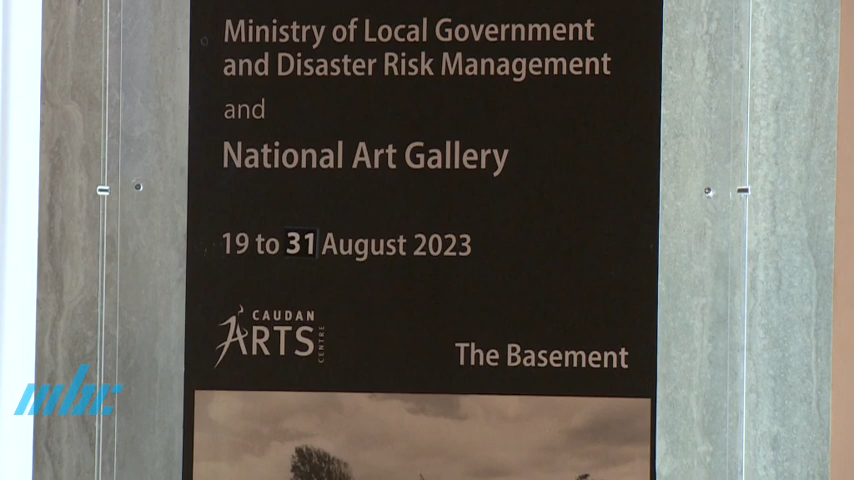 Ministry of Local Government
and Disaster Risk Management
and
National Art Gallery
19 to 31 August 2023
CAUDAN
ARTS
CENTRE
The Basement
mbc